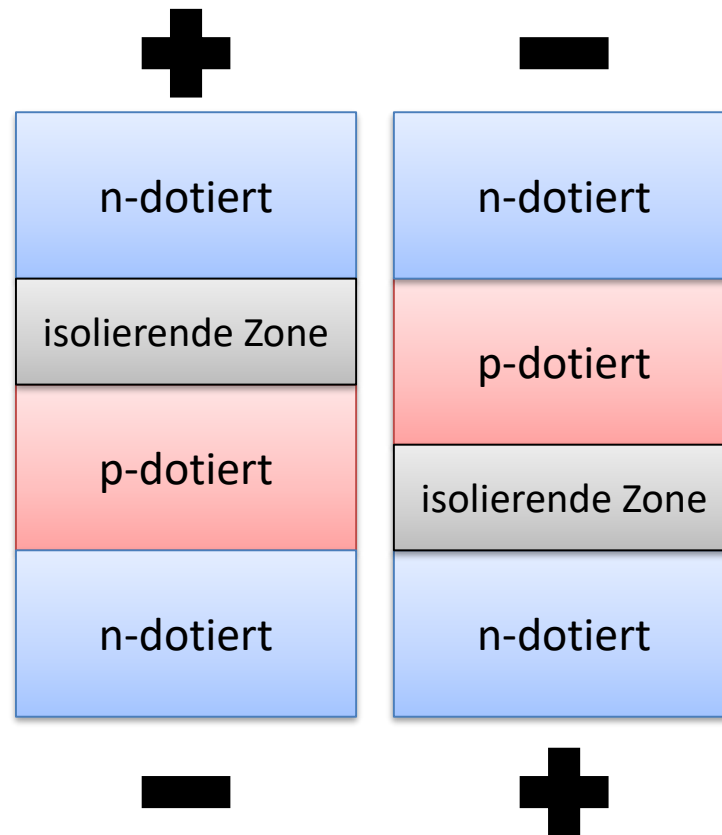 +
−
n-dotiert
isolierende Zone
p-dotiert
n-dotiert
n-dotiert
p-dotiert
isolierende Zone
n-dotiert
−
+